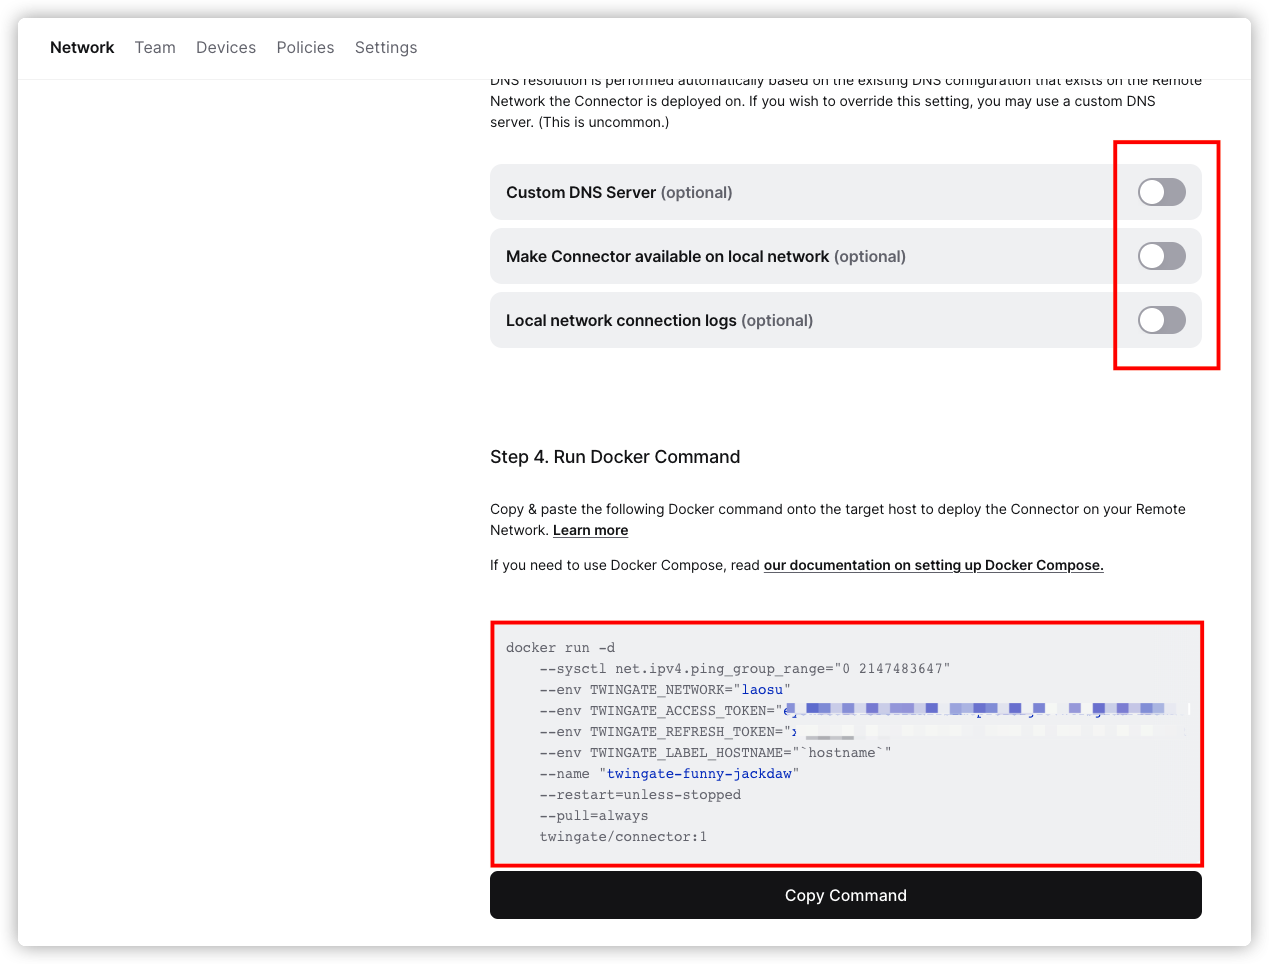 Network Team Devices Policies Settings
DNS resolution is performed automatically based on the existing DNS configuration that exists on the Remote
Network the Connector is deployed on. If you wish to override this setting, you may use a custom DNS
server. (This is uncommon.)
Custom DNS Server (optional)
Make Connector available on local network (optional)
Local network connection logs (optional)
Step 4. Run Docker Command
Copy & paste the following Docker command onto the target host to deploy the Connector on your Remote
Network. Learn more
If you need to use Docker Compose, read our documentation on setting up Docker Compose.
docker run -d
--sysctl net.ipv4.ping_group_range="0 2147483647"
--env TWINGATE_NETWORK="laosu"
--env TWINGATE_ACCESS_TOKEN="
--env TWINGATE_REFRESH_TOKEN="
--env TWINGATE_LABEL_HOSTNAME="`hostname`"
--name "twingate-funny-jackdaw"
--restart=unless-stopped
--pull=always
twingate/connector:1
Copy Command